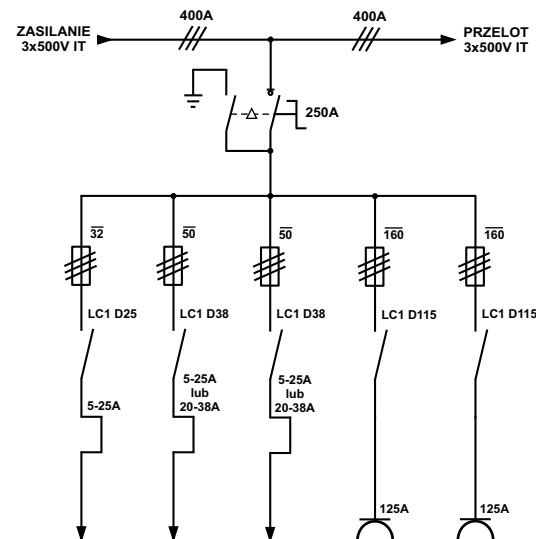 400A
400A
ZASILANIE
3x500V IT
PRZELOT
3x500V IT
250A
32
50
50
160
160
LC1 D25
LC1 D38
LC1 D38
LC1 D115
LC1 D115
5-25A
5-25A
lub
20-38A
5-25A
lub
20-38A
125A
125A